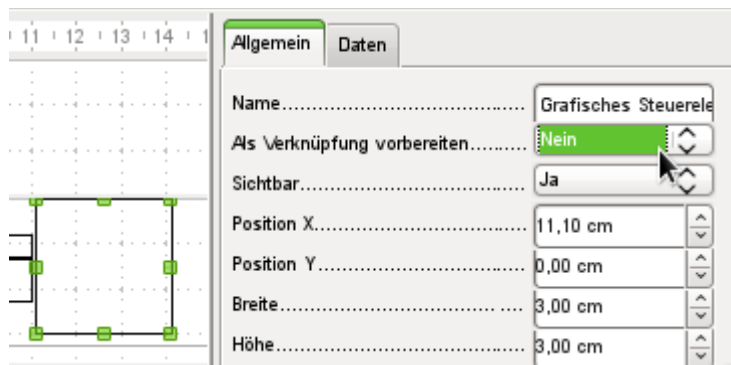 11 12 13 14 1
Allgemein Daten
Name.................................. Grafisches Steuerele
Als Verknüpfung vorbereiten.......... Nein
Sichtbar................................ Ja
Position X.............................. 11,10 cm
Position Y.............................. 0,00 cm
Breite.............................. .... 3,00 cm
Höhe.................................. 3,00 cm